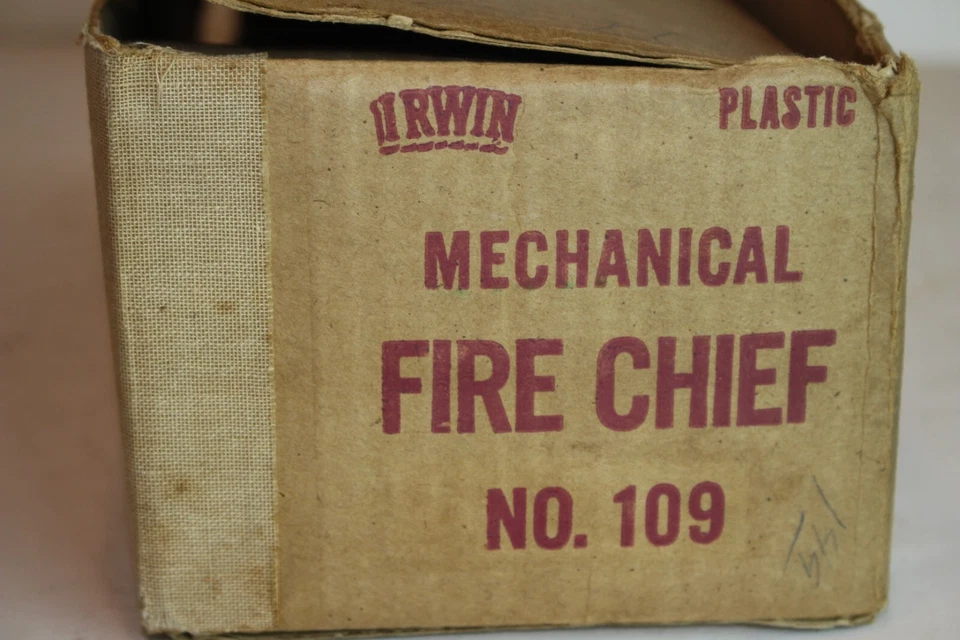 IRWIN PLASTIC
MECHANICAL
FIRE CHIEF
NO. 109